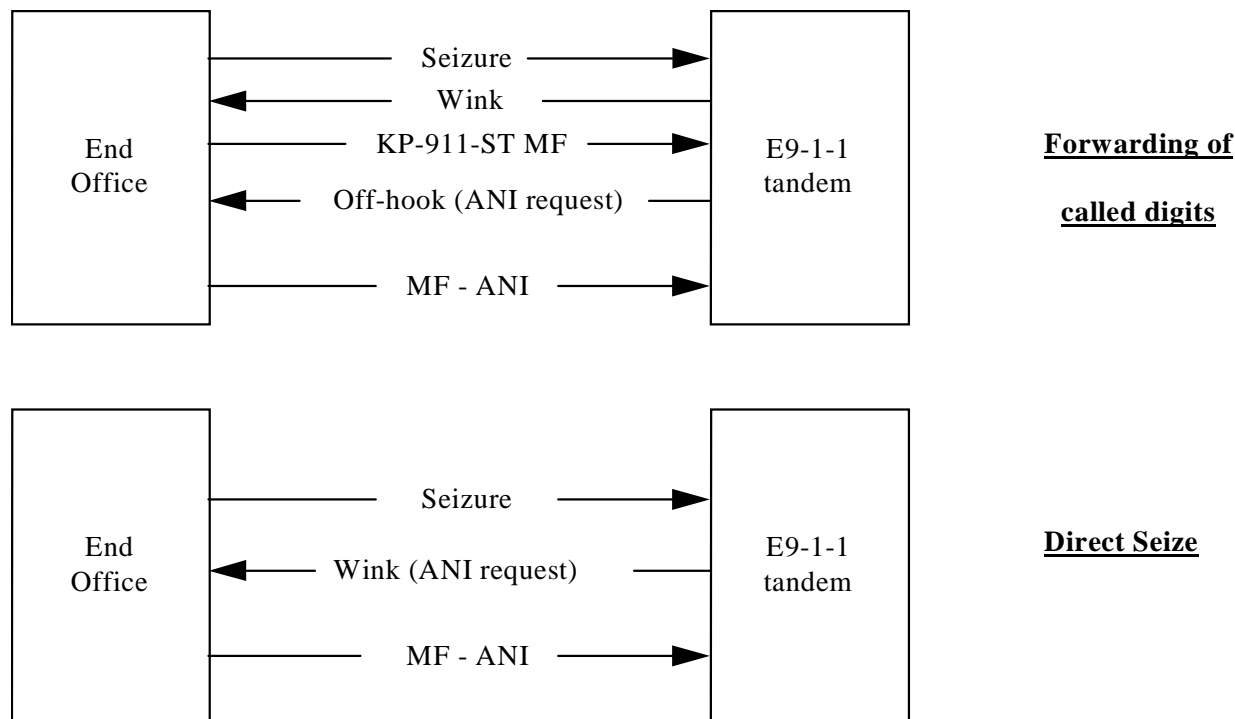 Seizure
Wink
KP-911-ST MF
Off-hook (ANI request)
MF - ANI
End
Office
E9-1-1
tandem
Forwarding of
called digits
Seizure
Wink (ANI request)
MF - ANI
End
Office
E9-1-1
tandem
Direct Seize